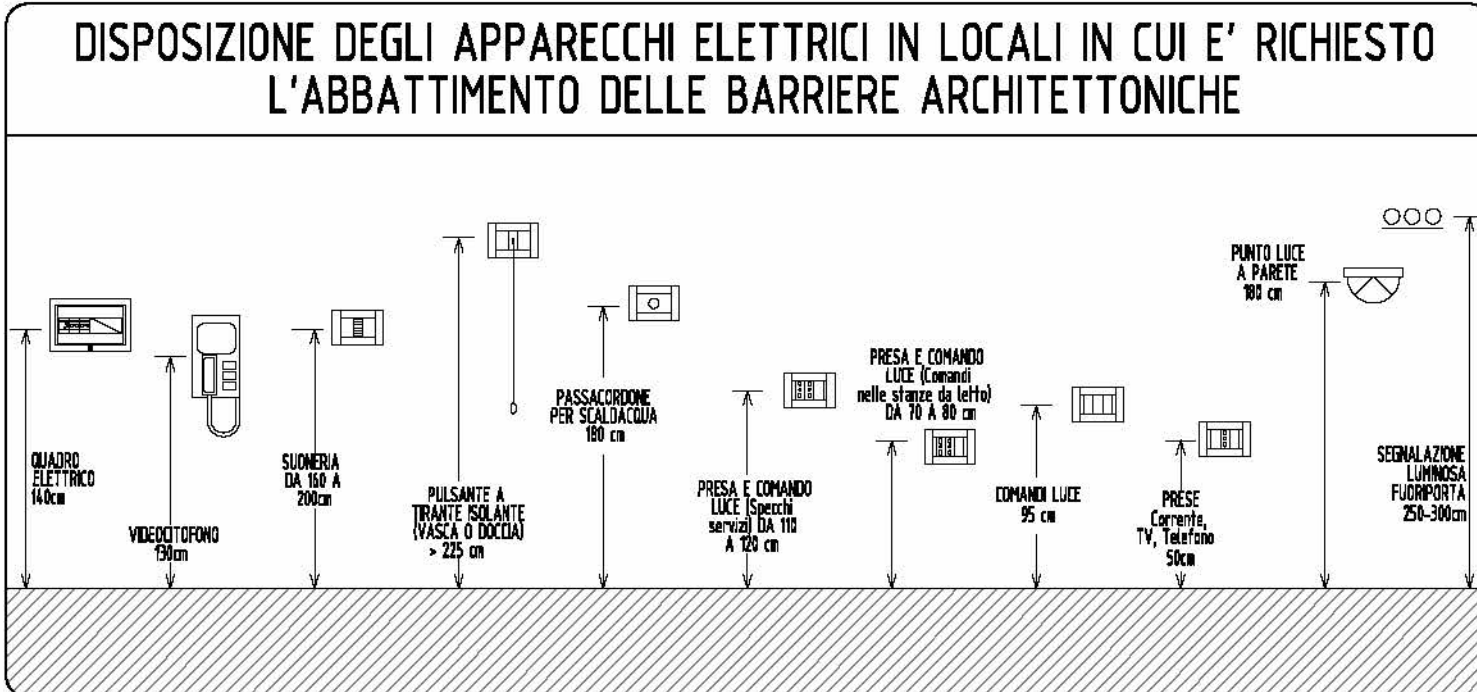 DISPOSIZIONE DEGLI APPARECCHI ELETTRICI IN LOCALI IN CUI E' RICHIESTO
L'ABBATTIMENTO DELLE BARRIERE ARCHITETTONICHE
QUADRO
ELETTRICO
140cm
VIDEOCITOFONO
130cm
SUONERIA
DA 160 A
200cm
PULSANTE A
TIRANTE ISOLANTE
(VASCA O DOCCIA)
> 225 cm
PASSACORDONE
PER SCALDACQUA
180 cm
PRESA E COMANDO
LUCE (Specchi
servizi) DA 110
A 120 cm
PRESA E COMANDO
LUCE (Comandi
nelle stanze da letto)
DA 70 A 80 cm
COMANDI LUCE
95 cm
PRESE
Corrente,
TV, Telefono
50cm
PUNTO LUCE
A PARETE
180 cm
SEGNALAZIONE
LUMINOSA
FUORIPORTA
250-300cm